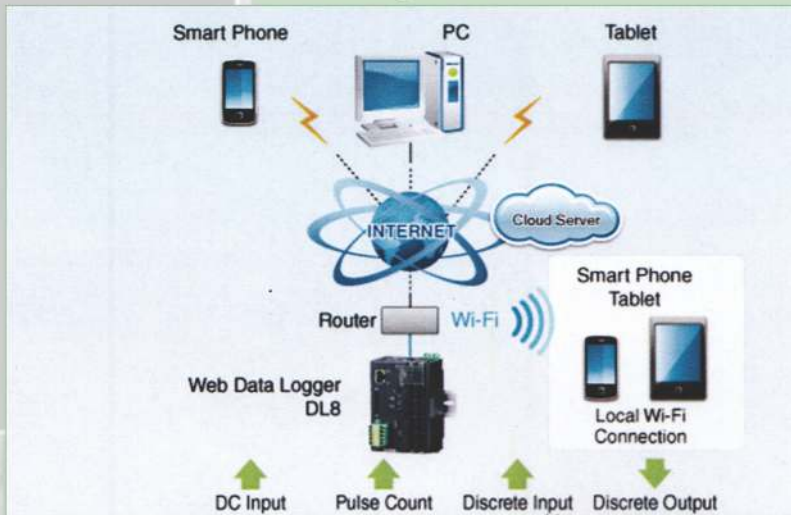 Smart Phone
PC
Tablet
INTERNET
Cloud Server
Router
Wi-Fi
Smart Phone
Tablet
Web Data Logger
DL8
Local Wi-Fi
Connection
DC Input
Pulse Count
Discrete Input
Discrete Output